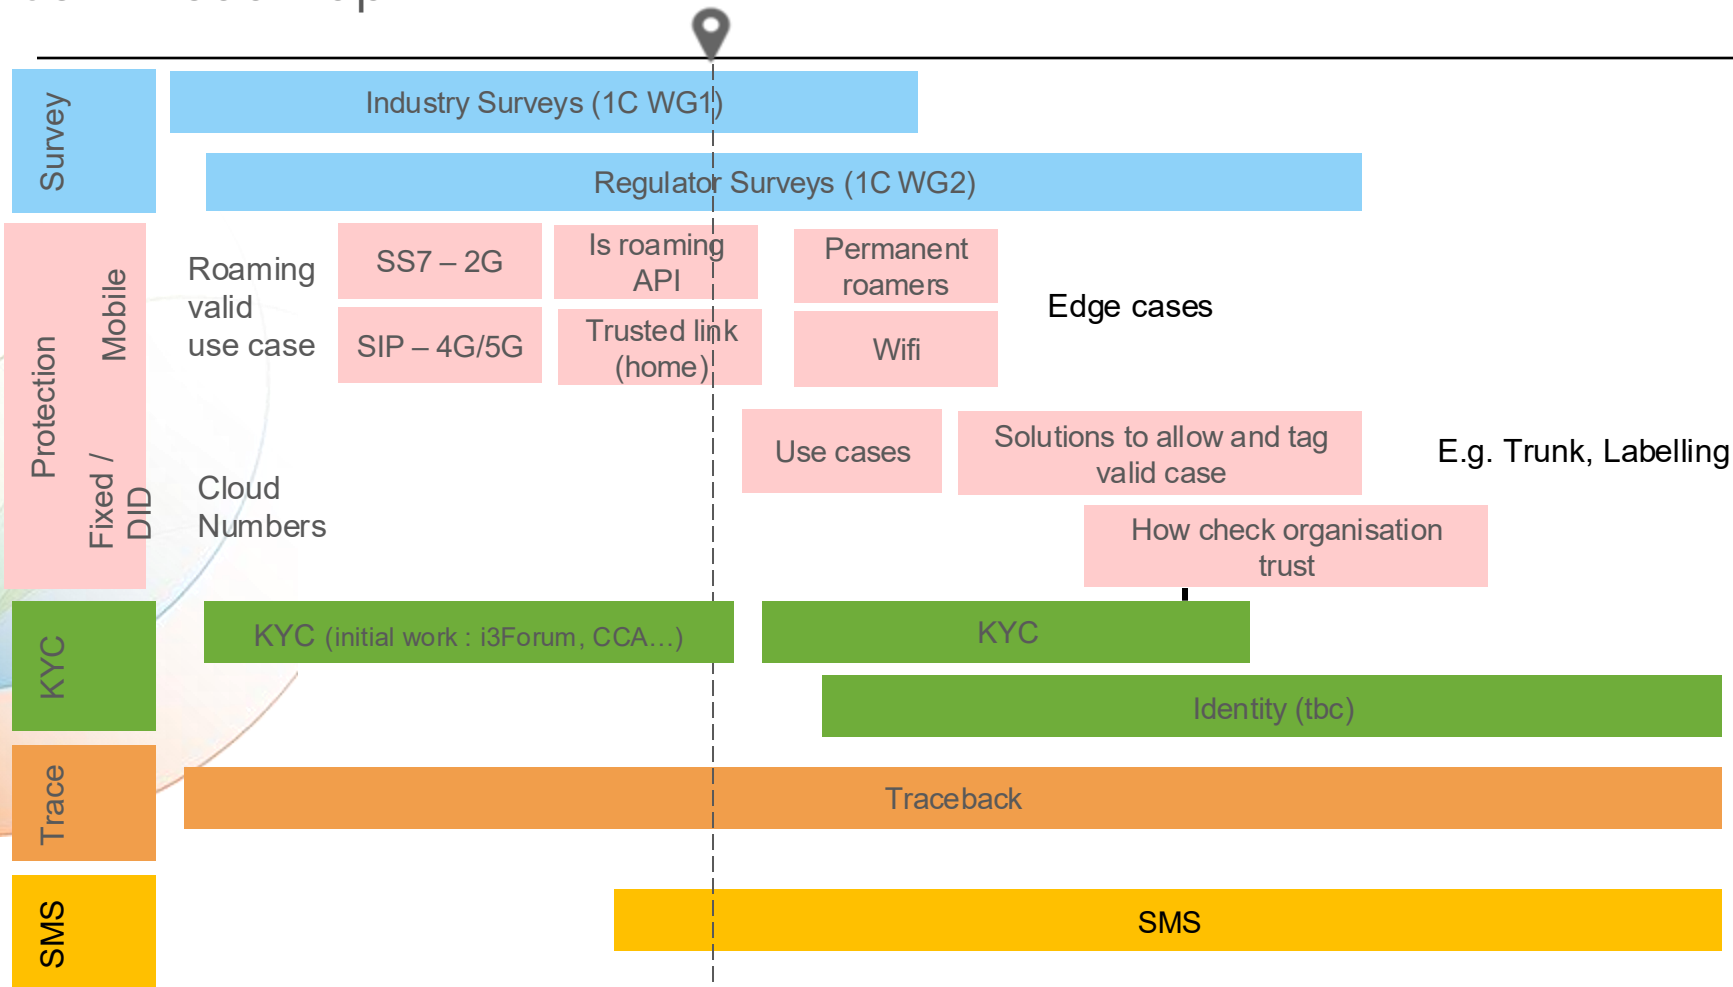 Survey
Industry Surveys (1C WG1)
Regulator Surveys (1C WG2)
Protection
Mobile
Roaming
valid
use case
SS7 – 2G
SIP – 4G/5G
Is roaming
API
Trusted link
(home)
Permanent
roamers
Wifi
Edge cases
Fixed /
DID
Cloud
Numbers
Use cases
Solutions to allow and tag
valid case
E.g. Trunk, Labelling
How check organisation
trust
KYC
KYC (initial work : i3Forum, CCA…)
KYC
Identity (tbc)
Trace
Traceback
SMS
SMS